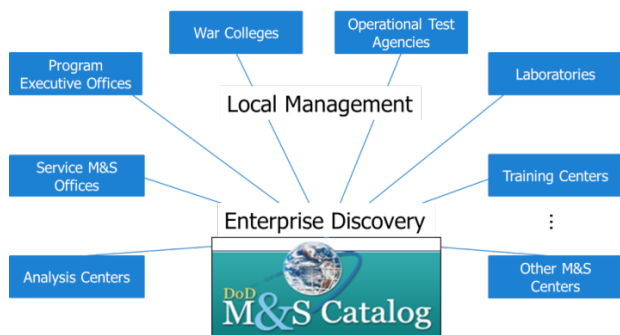 War Colleges
Operational Test
Agencies
Program
Executive Offices
Laboratories
Local Management
Service M&S
Offices
Training Centers
⋮
Enterprise Discovery
Analysis Centers
Other M&S
Centers
DoD
M&S Catalog